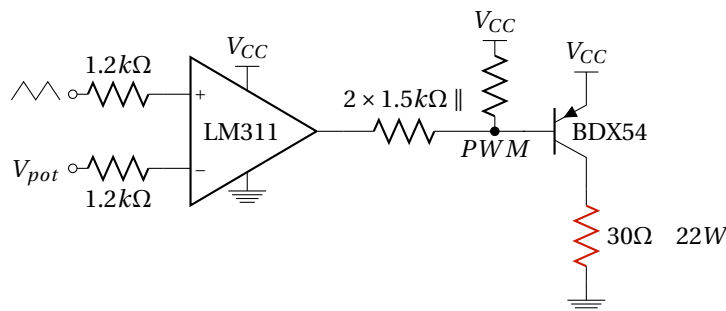 1.2kΩ
+
V_pot
−
1.2kΩ
LM311
V_CC
2 × 1.5kΩ ∥
V_CC
PWM
V_CC
BDX54
30Ω 22W